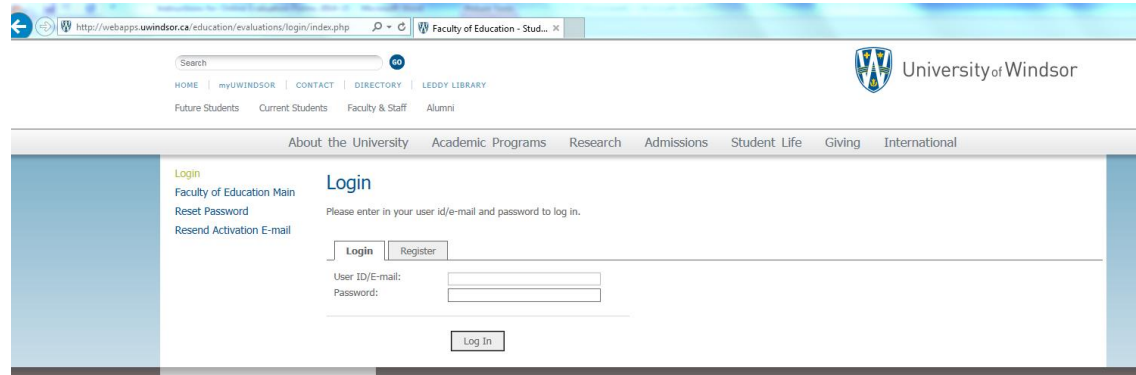 http://webapps.uwindsor.ca/education/evaluations/login/index.php
Faculty of Education - Stud...
Search
GO
HOME | myUWINDSOR | CONTACT | DIRECTORY | LEDDY LIBRARY
Future Students Current Students Faculty & Staff Alumni
University of Windsor
About the University Academic Programs Research Admissions Student Life Giving International
Login
Faculty of Education Main
Reset Password
Resend Activation E-mail
Login
Please enter in your user id/e-mail and password to log in.
Login Register
User ID/E-mail:
Password:
Log In